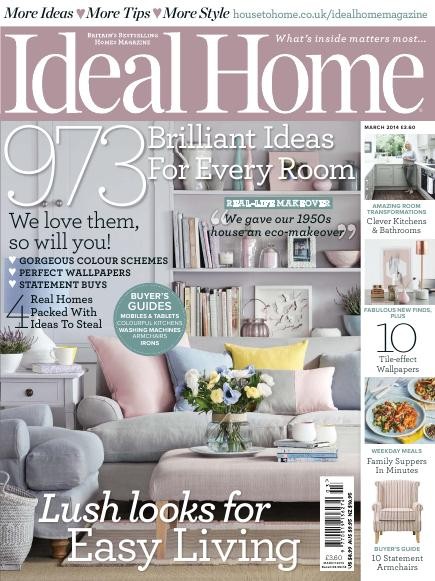 More Ideas ♥ More Tips ♥ More Style housetohome.co.uk/idealhomemagazine
BRITAIN'S BESTSELLING
HOMES MAGAZINE
What's inside matters most...
Ideal Home
973 Brilliant Ideas
For Every Room
MARCH 2014 £3.60
REAL-LIFE MAKEOVER
"We gave our 1950s
house an eco-makeover"
We love them,
so will you!
♥ GORGEOUS COLOUR SCHEMES
♥ PERFECT WALLPAPERS
♥ STATEMENT BUYS
4 Real Homes
Packed With
Ideas To Steal
BUYER'S
GUIDES
MOBILES & TABLETS
COLOURFUL KITCHENS
WASHING MACHINES
ARMCHAIRS
IRONS
AMAZING ROOM
TRANSFORMATIONS
Clever Kitchens
& Bathrooms
FABULOUS NEW FINDS,
PLUS
10
Tile-effect
Wallpapers
WEEKDAY MEALS
Family Suppers
In Minutes
BUYER'S GUIDE
10 Statement
Armchairs
Lush looks for
Easy Living
£3.60